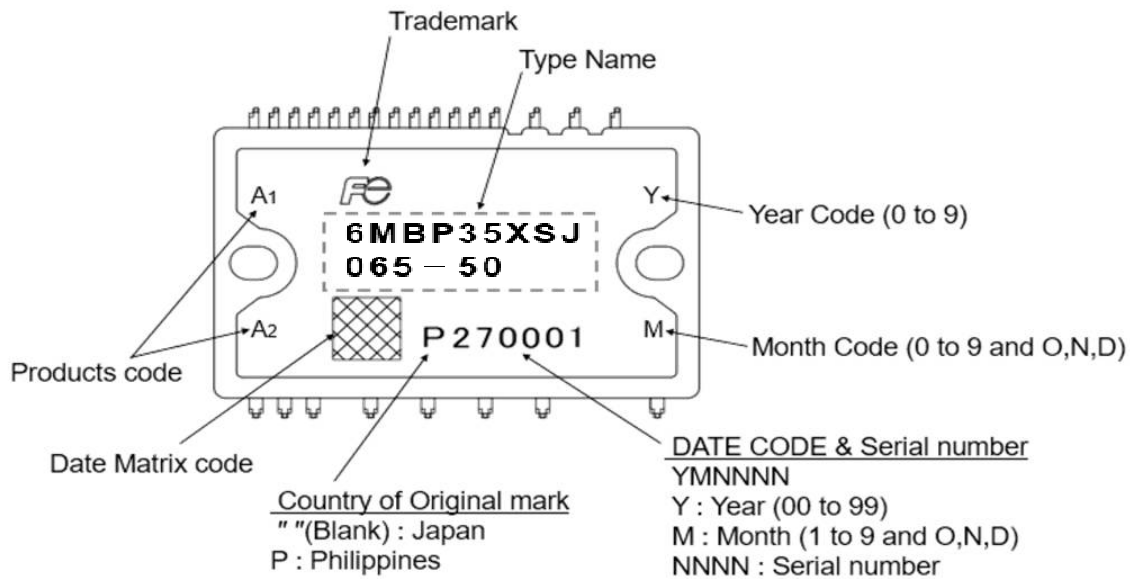 Trademark
Type Name
A1
Fe
Y
Year Code (0 to 9)
6MBP35XSJ
065-50
A2
P270001
M
Month Code (0 to 9 and O,N,D)
Products code
Date Matrix code
DATE CODE & Serial number
YMNNNN
Y : Year (00 to 99)
M : Month (1 to 9 and O,N,D)
NNNN : Serial number
Country of Original mark
" "(Blank) : Japan
P : Philippines